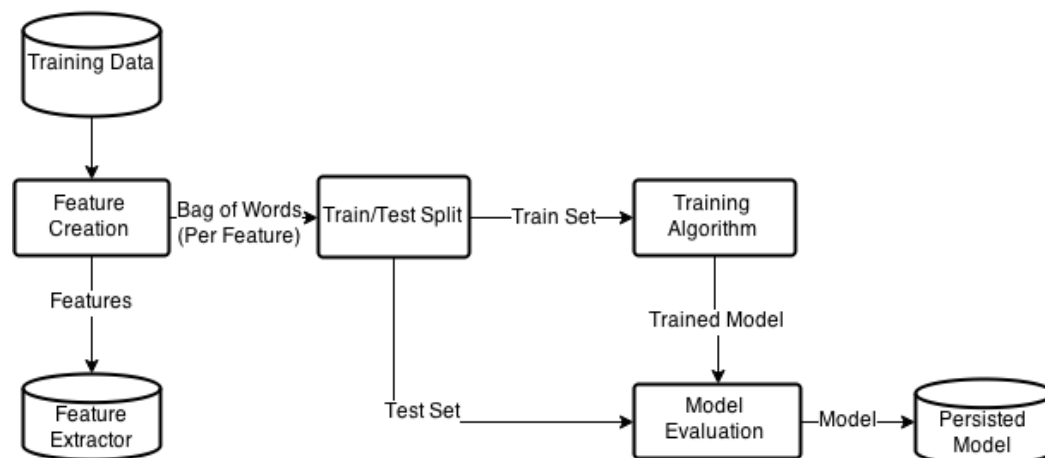 Training Data
Feature
Creation
Bag of Words
(Per Feature)
Train/Test Split
Train Set
Training
Algorithm
Features
Trained Model
Feature
Extractor
Test Set
Model
Evaluation
Model
Persisted
Model